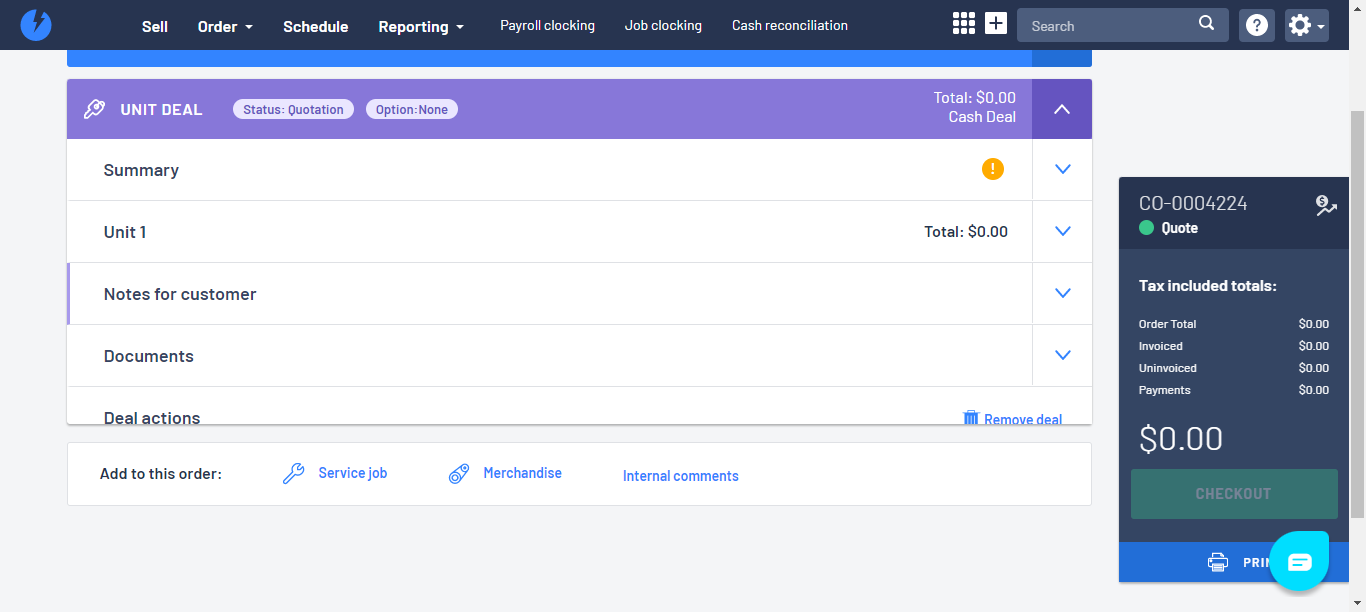 Sell
Order
Schedule
Reporting
Payroll clocking
Job clocking
Cash reconciliation
Search
UNIT DEAL
Status: Quotation
Option:None
Total: $0.00
Cash Deal
Summary
Unit 1
Total: $0.00
Notes for customer
Documents
Deal actions
Remove deal
Add to this order:
Service job
Merchandise
Internal comments
CO-0004224
Quote
Tax included totals:
Order Total $0.00
Invoiced $0.00
Uninvoiced $0.00
Payments $0.00
$0.00
CHECKOUT